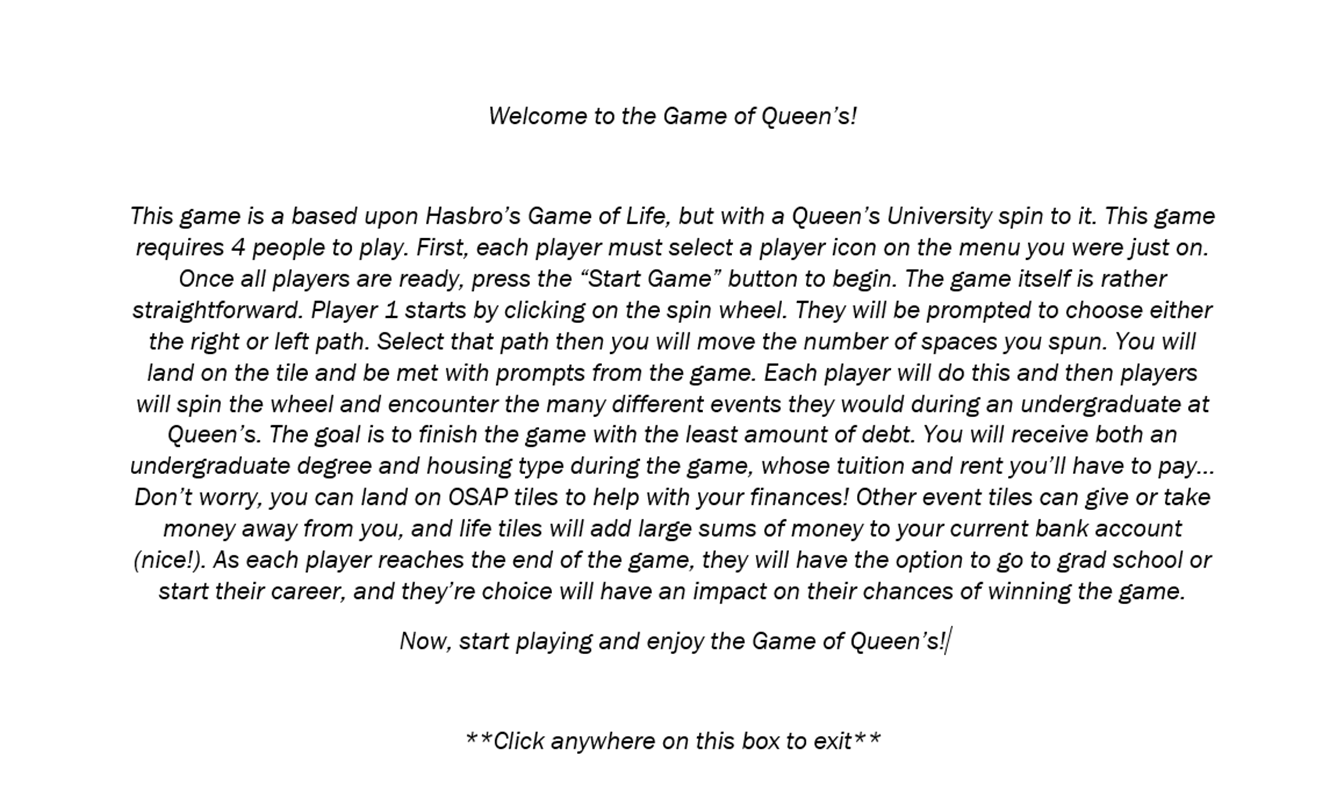 Welcome to the Game of Queen’s!
This game is a based upon Hasbro’s Game of Life, but with a Queen’s University spin to it. This game
requires 4 people to play. First, each player must select a player icon on the menu you were just on.
Once all players are ready, press the “Start Game” button to begin. The game itself is rather
straightforward. Player 1 starts by clicking on the spin wheel. They will be prompted to choose either
the right or left path. Select that path then you will move the number of spaces you spun. You will
land on the tile and be met with prompts from the game. Each player will do this and then players
will spin the wheel and encounter the many different events they would during an undergraduate at
Queen’s. The goal is to finish the game with the least amount of debt. You will receive both an
undergraduate degree and housing type during the game, whose tuition and rent you’ll have to pay...
Don’t worry, you can land on OSAP tiles to help with your finances! Other event tiles can give or take
money away from you, and life tiles will add large sums of money to your current bank account
(nice!). As each player reaches the end of the game, they will have the option to go to grad school or
start their career, and they’re choice will have an impact on their chances of winning the game.
Now, start playing and enjoy the Game of Queen’s!
**Click anywhere on this box to exit**